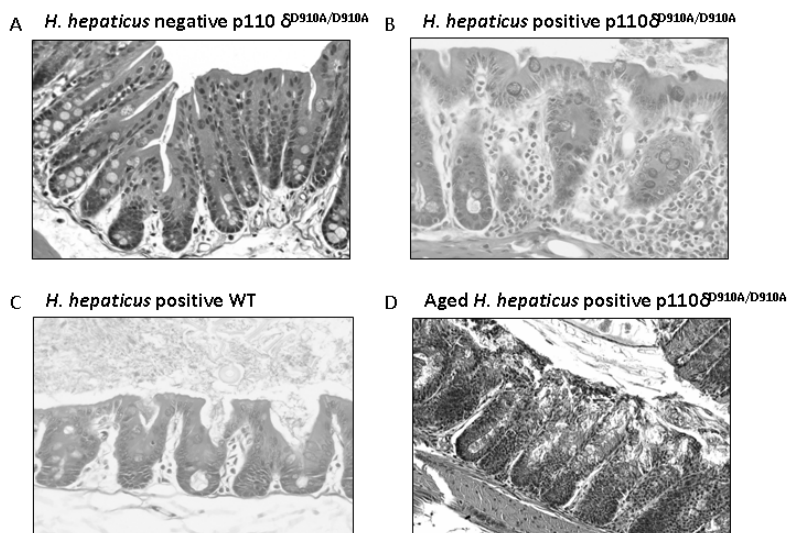 A H. hepaticus negative p110 δD910A/D910A
B H. hepaticus positive p110δD910A/D910A
C H. hepaticus positive WT
D Aged H. hepaticus positive p110δD910A/D910A